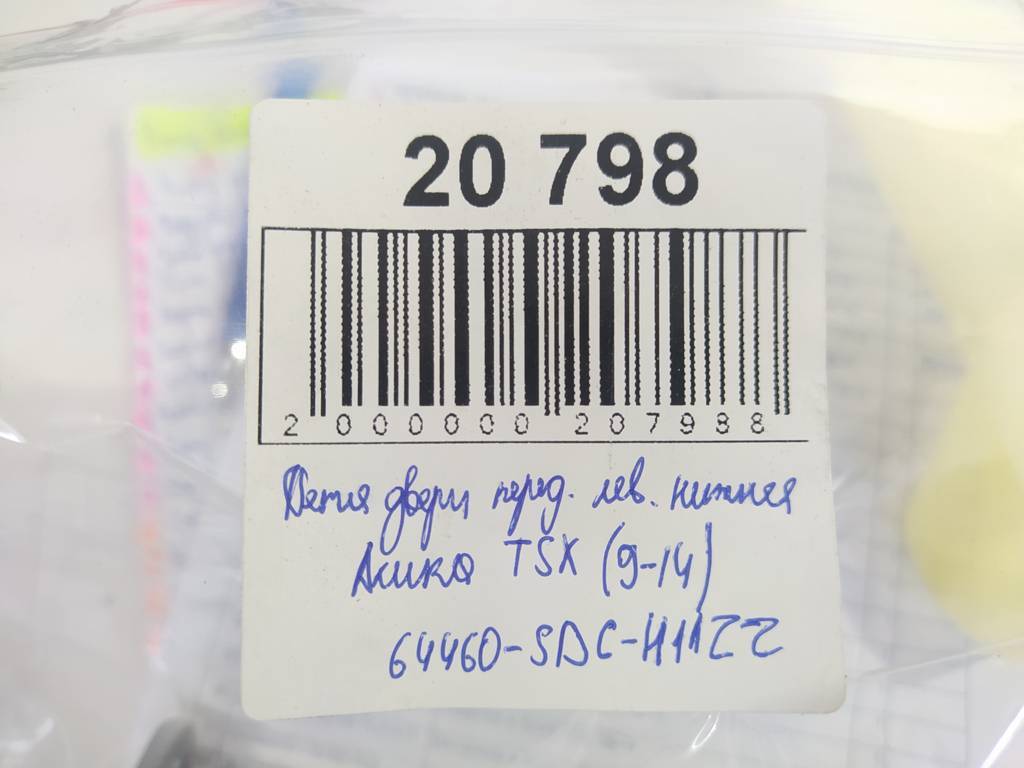 20 798
2 000000 207988
Петля двери перед. лев. нижняя
Акура TSX (9-14)
64460-SDC-H11ZZ